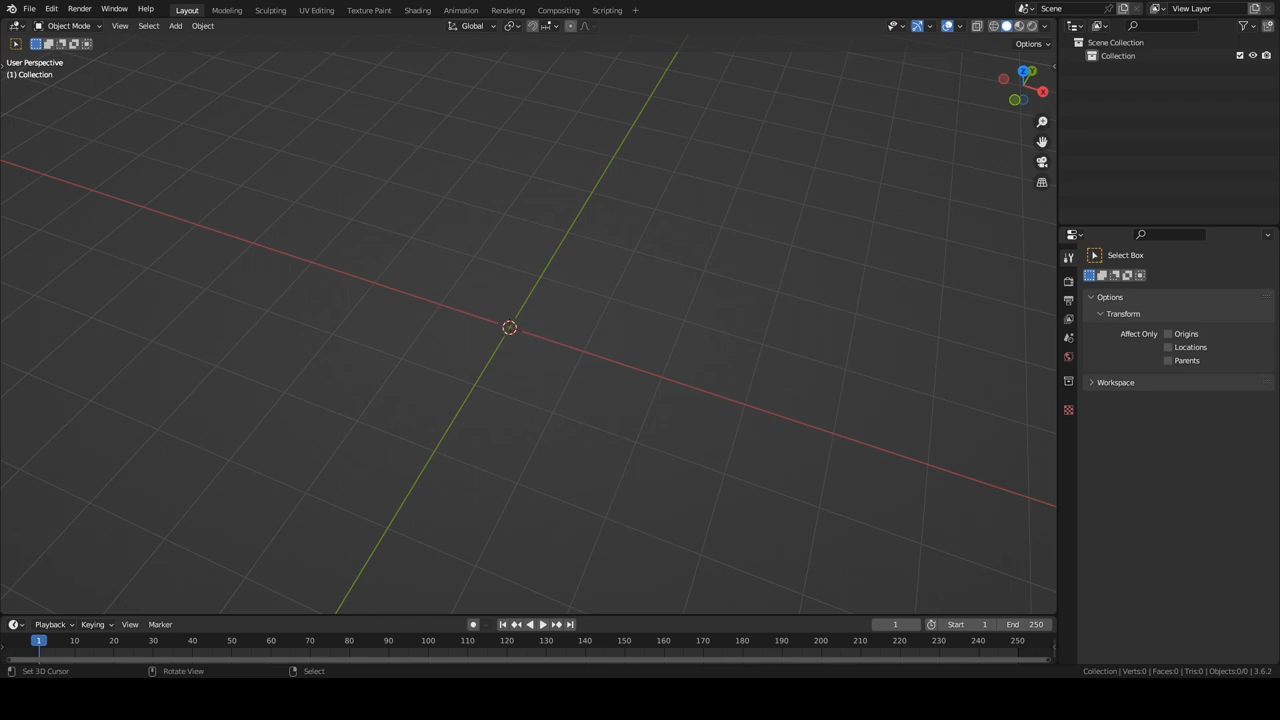 File Edit Render Window Help Layout Modeling Sculpting UV Editing Texture Paint Shading Animation Rendering Compositing Scripting + Scene View Layer
Object Mode View Select Add Object Global
Options
User Perspective
(1) Collection
Z Y X
Scene Collection
Collection
Select Box
Options
Transform
Affect Only Origins
Locations
Parents
Workspace
Playback Keying View Marker 1 Start 1 End 250
1 10 20 30 40 50 60 70 80 90 100 110 120 130 140 150 160 170 180 190 200 210 220 230 240 250
Set 3D Cursor Rotate View Select Collection | Verts:0 | Faces:0 | Tris:0 | Objects:0/0 | 3.6.2